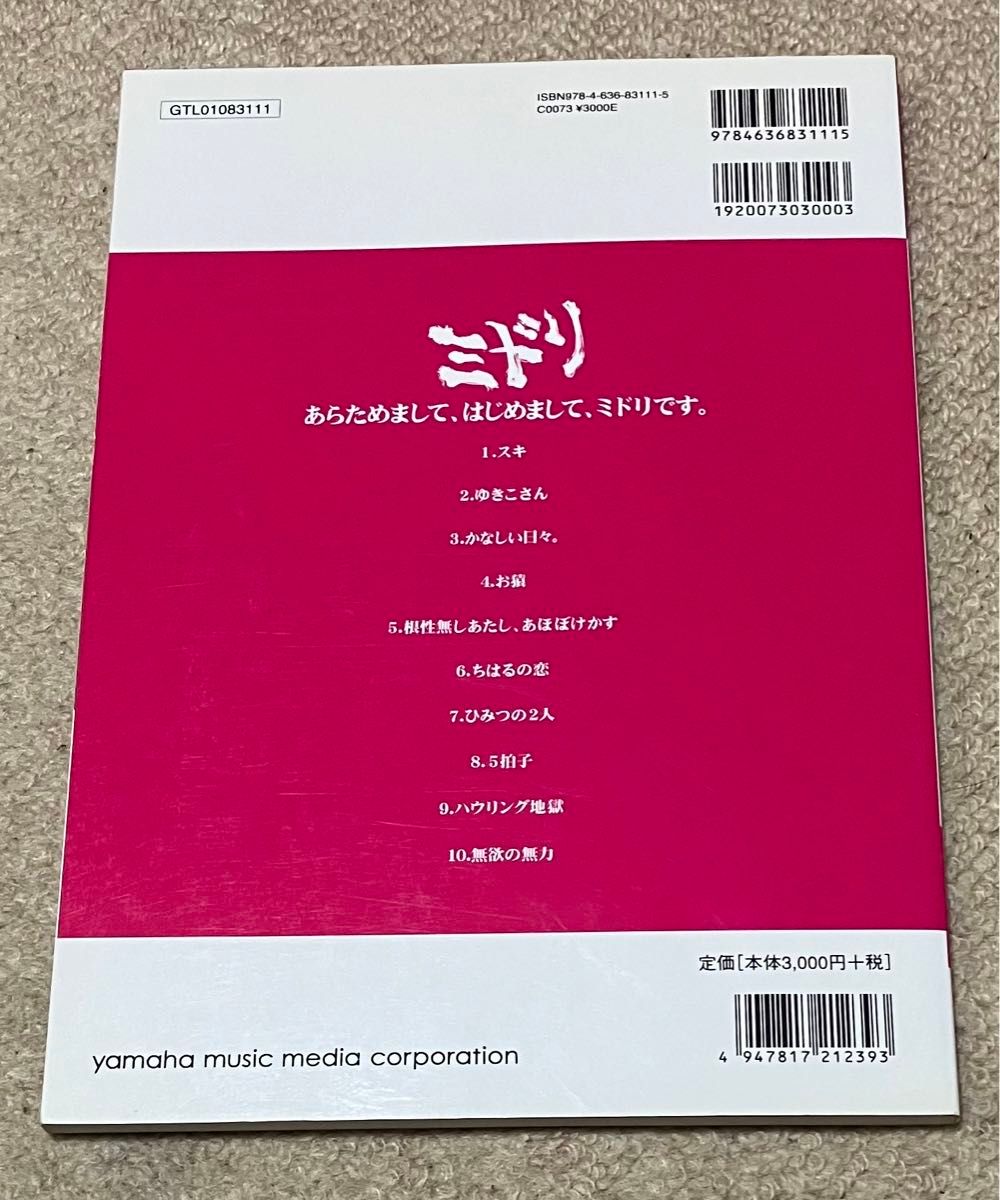 GTL01083111
ISBN978-4-636-83111-5
C0073 ¥3000E
9784636831115
1920073030003
ミドリ
あらためまして、はじめまして、ミドリです。
1.スキ
2.ゆきこさん
3.かなしい日々。
4.お猿
5.根性無しあたし、あほぼけかす
6.ちはるの恋
7.ひみつの2人
8.5拍子
9.ハウリング地獄
10.無欲の無力
定価[本体3,000円+税]
4 947817 212393
yamaha music media corporation